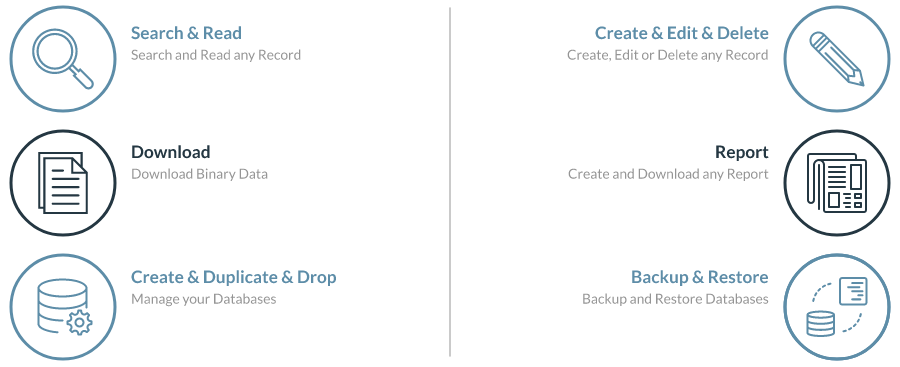 Search & Read
Search and Read any Record
Download
Download Binary Data
Create & Duplicate & Drop
Manage your Databases
Create & Edit & Delete
Create, Edit or Delete any Record
Report
Create and Download any Report
Backup & Restore
Backup and Restore Databases